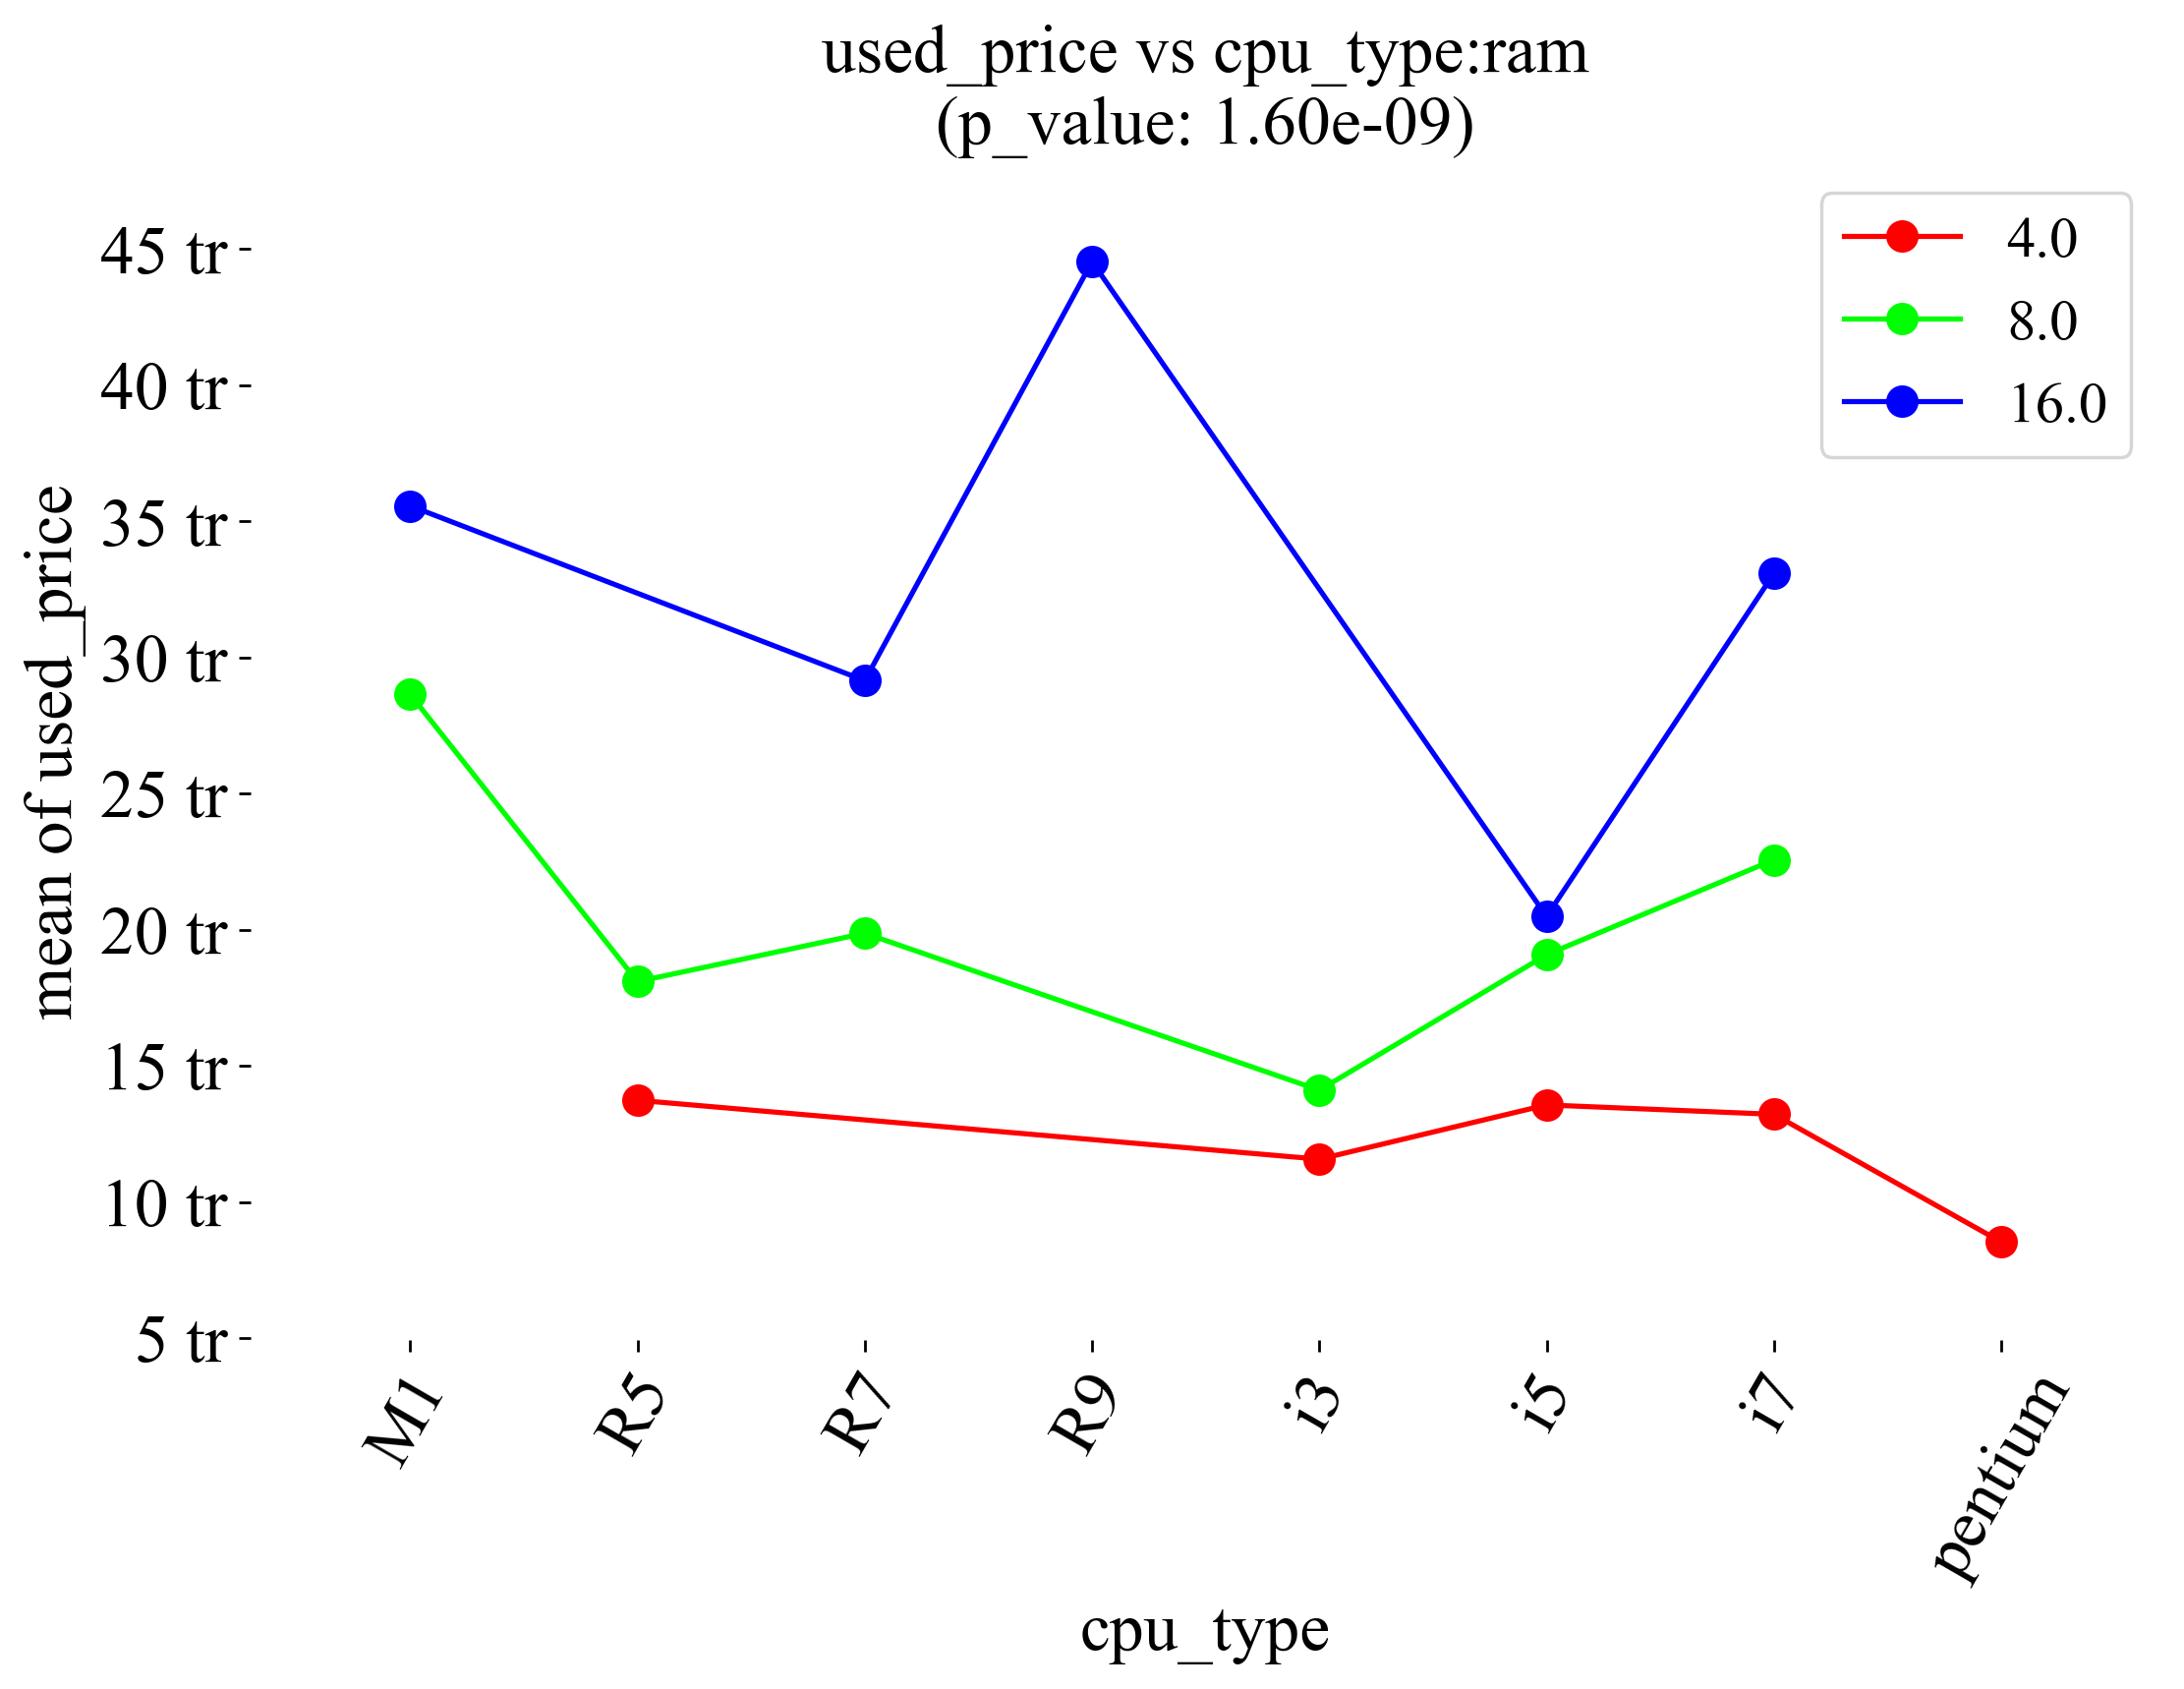 used_price vs cpu_type:ram
(p_value: 1.60e-09)
4.0
8.0
16.0
45 tr
40 tr
35 tr
30 tr
25 tr
20 tr
15 tr
10 tr
5 tr
mean of used_price
M1
R5
R7
R9
i3
i5
i7
pentium
cpu_type